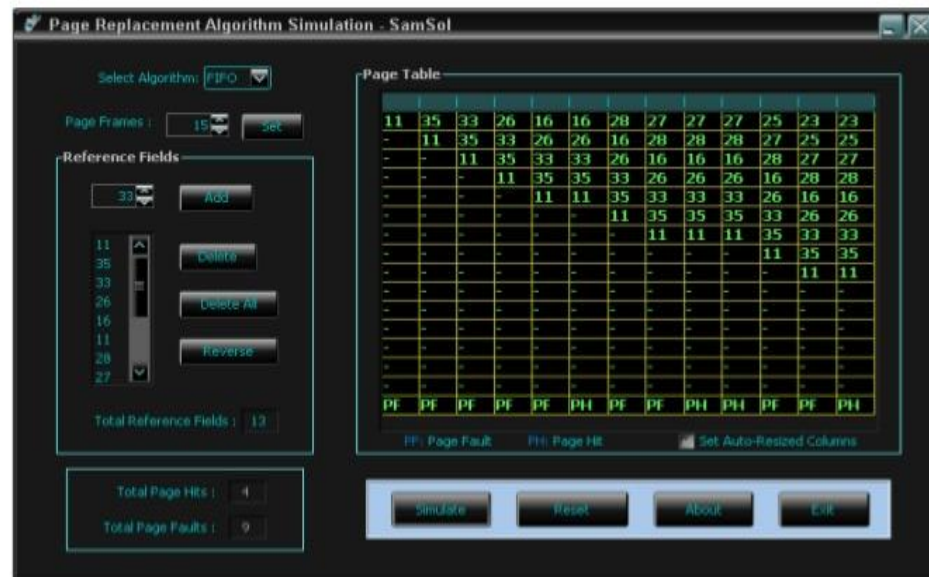 Page Replacement Algorithm Simulation - SamSol
Select Algorithm: FIFO
Page Frames : 15 Set
Reference Fields
33 Add
11
35
33
26
16
11
28
27
Delete
Delete All
Reverse
Total Reference Fields : 13
Total Page Hits : 4
Total Page Faults : 9
Page Table
11 35 33 26 16 16 28 27 27 27 25 23 23
- 11 35 33 26 26 16 28 28 28 27 25 25
- - 11 35 33 33 26 16 16 16 28 27 27
- - - 11 35 35 33 26 26 26 16 28 28
- - - - 11 11 35 33 33 33 26 16 16
- - - - - - 11 35 35 35 33 26 26
- - - - - - - 11 11 11 35 33 33
- - - - - - - - - - 11 35 35
- - - - - - - - - - - 11 11
- - - - - - - - - - - - -
- - - - - - - - - - - - -
- - - - - - - - - - - - -
- - - - - - - - - - - - -
- - - - - - - - - - - - -
- - - - - - - - - - - - -
PF PF PF PF PF PH PF PF PH PH PF PF PH
PF: Page Fault PH: Page Hit Set Auto-Resized Columns
Simulate Reset About Exit